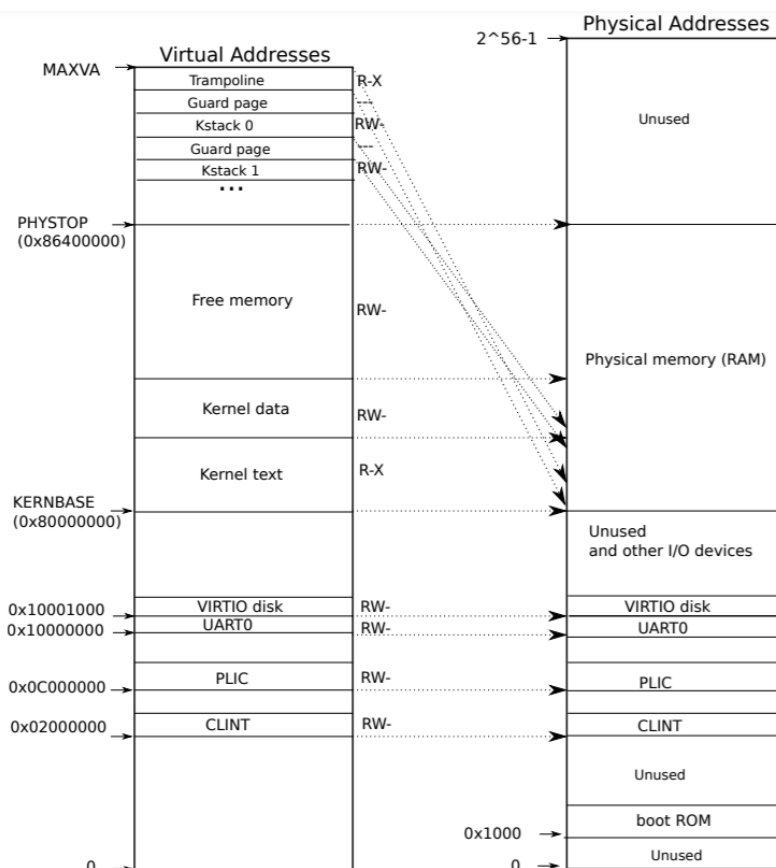 Physical Addresses
2^56-1
Virtual Addresses
MAXVA
Trampoline
R-X
Guard page
---
Kstack 0
RW-
Unused
Guard page
---
Kstack 1
RW-
...
PHYSTOP
(0x86400000)
Free memory
RW-
Physical memory (RAM)
Kernel data
RW-
Kernel text
R-X
KERNBASE
(0x80000000)
Unused
and other I/O devices
0x10001000
VIRTIO disk
RW-
VIRTIO disk
0x10000000
UART0
RW-
UART0
0x0C000000
PLIC
RW-
PLIC
0x02000000
CLINT
RW-
CLINT
Unused
boot ROM
0x1000
Unused
0
0